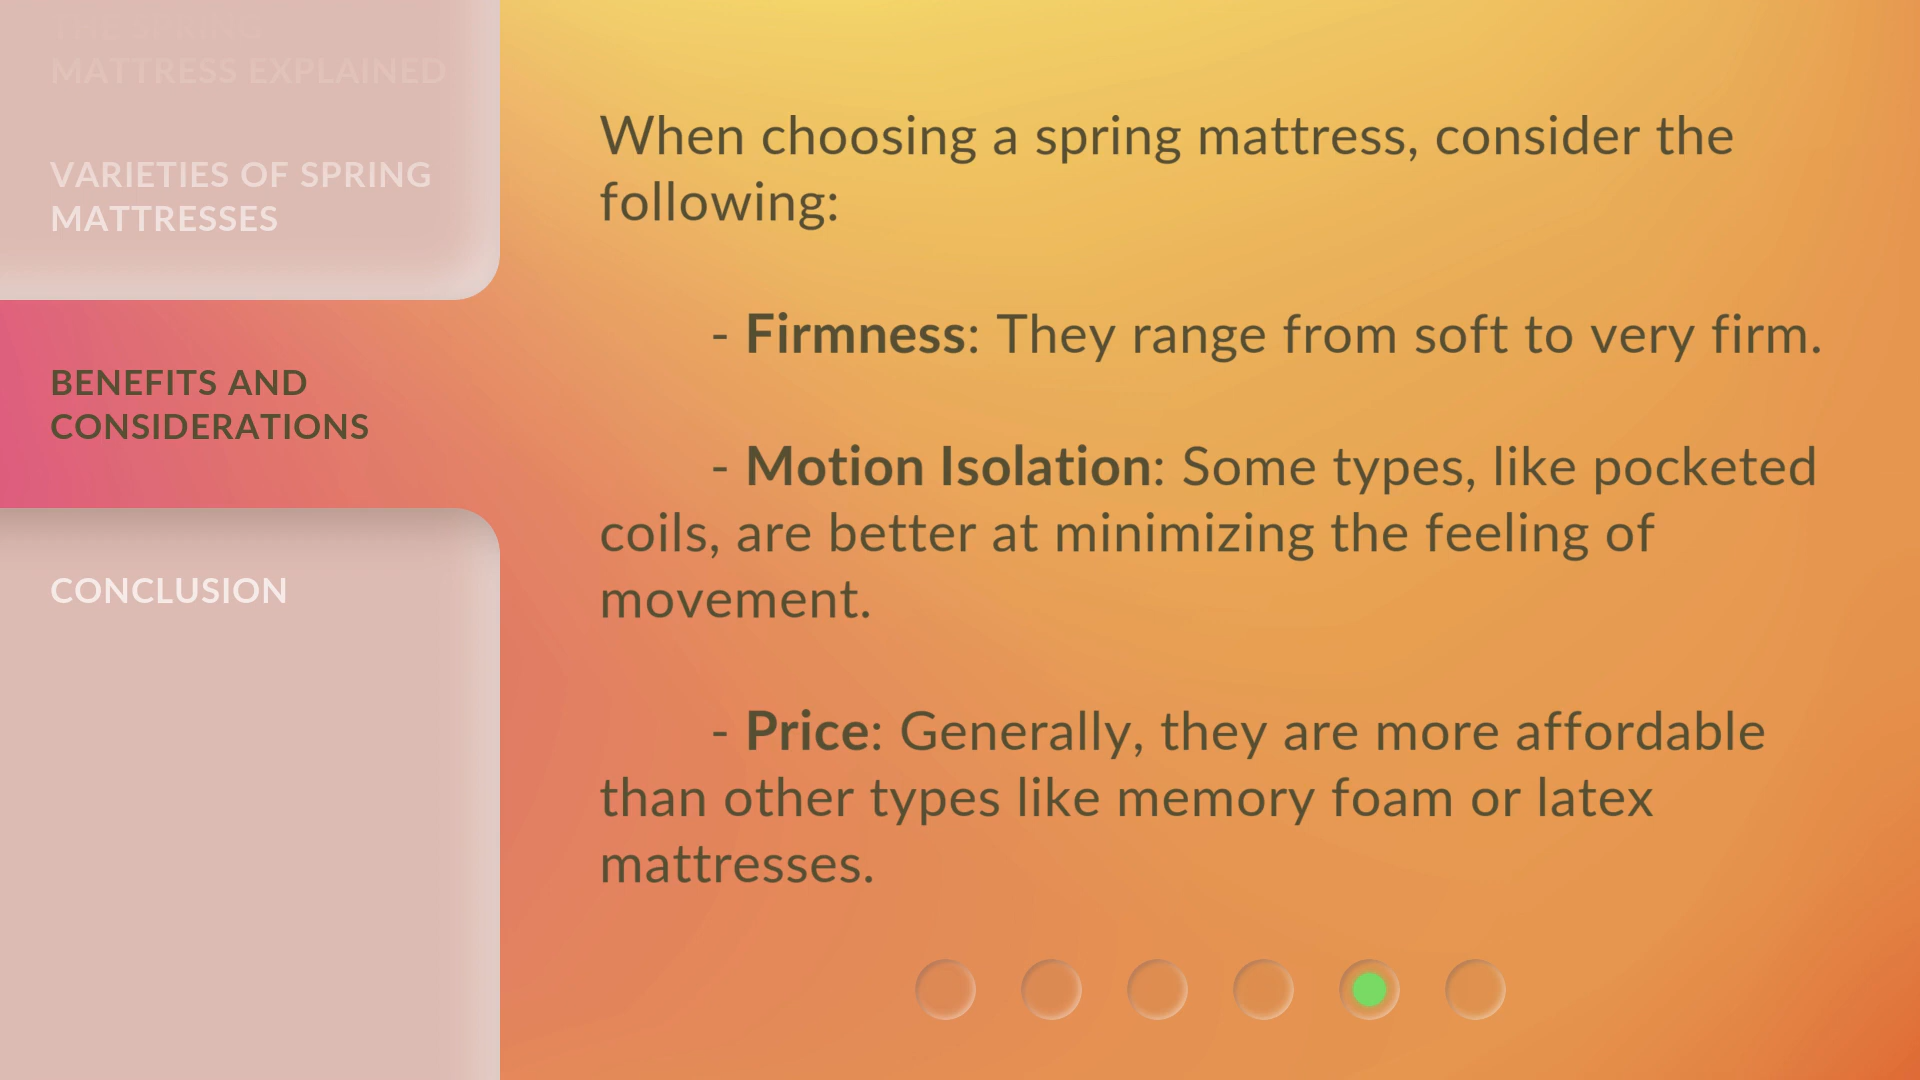 THE SPRING
MATTRESS EXPLAINED
VARIETIES OF SPRING
MATTRESSES
BENEFITS AND
CONSIDERATIONS
CONCLUSION
When choosing a spring mattress, consider the
following:
- Firmness: They range from soft to very firm.
- Motion Isolation: Some types, like pocketed
coils, are better at minimizing the feeling of
movement.
- Price: Generally, they are more affordable
than other types like memory foam or latex
mattresses.